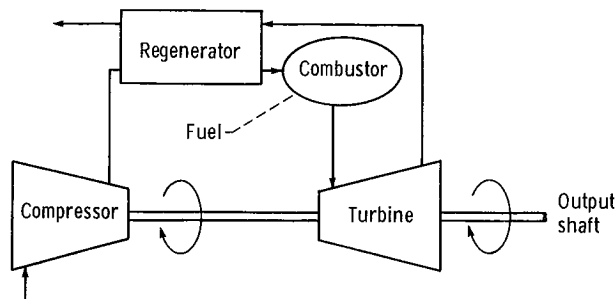 Regenerator
Combustor
Fuel
Compressor
Turbine
Output
shaft